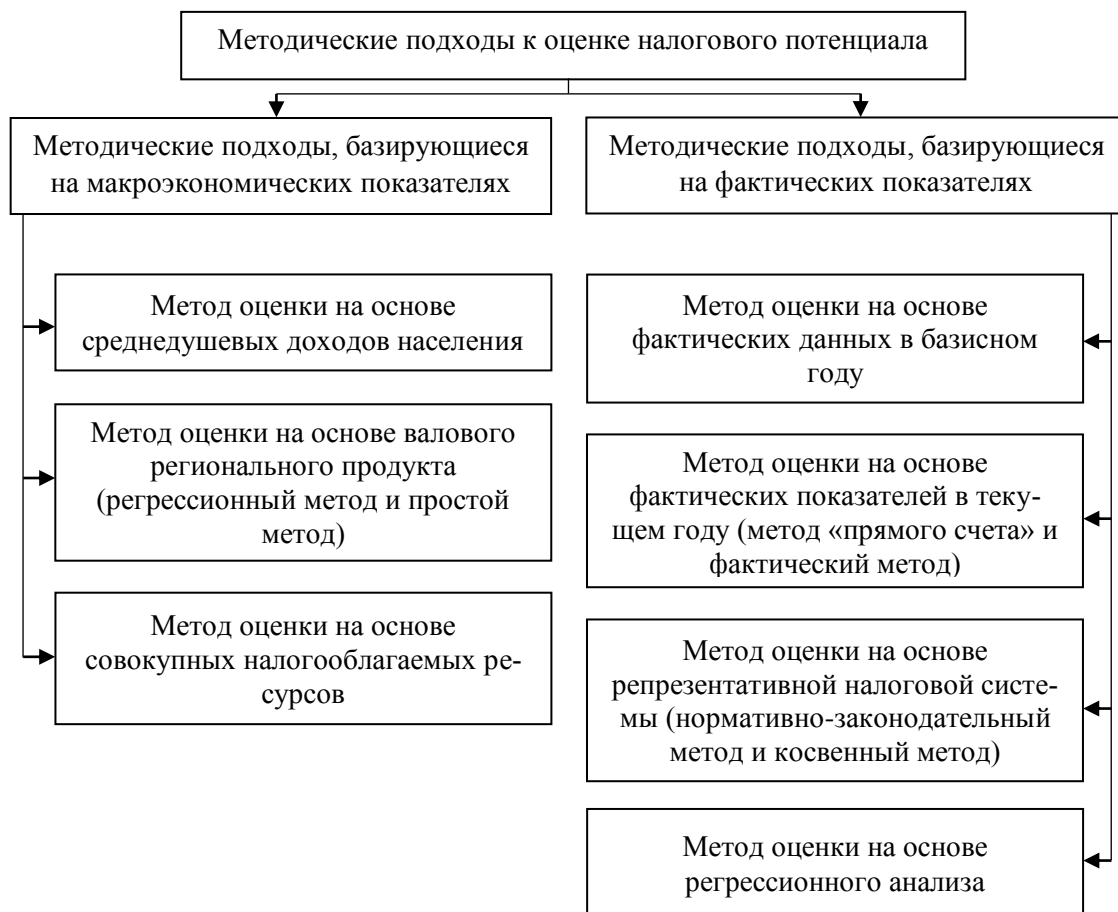 Методические подходы к оценке налогового потенциала
Методические подходы, базирующиеся
на макроэкономических показателях
Методические подходы, базирующиеся
на фактических показателях
Метод оценки на основе
среднедушевых доходов населения
Метод оценки на основе валового
регионального продукта
(регрессионный метод и простой
метод)
Метод оценки на основе
совокупных налогооблагаемых ре-
сурсов
Метод оценки на основе
фактических данных в базисном
году
Метод оценки на основе
фактических показателей в теку-
щем году (метод «прямого счета» и
фактический метод)
Метод оценки на основе
репрезентативной налоговой систе-
мы (нормативно-законодательный
метод и косвенный метод)
Метод оценки на основе
регрессионного анализа